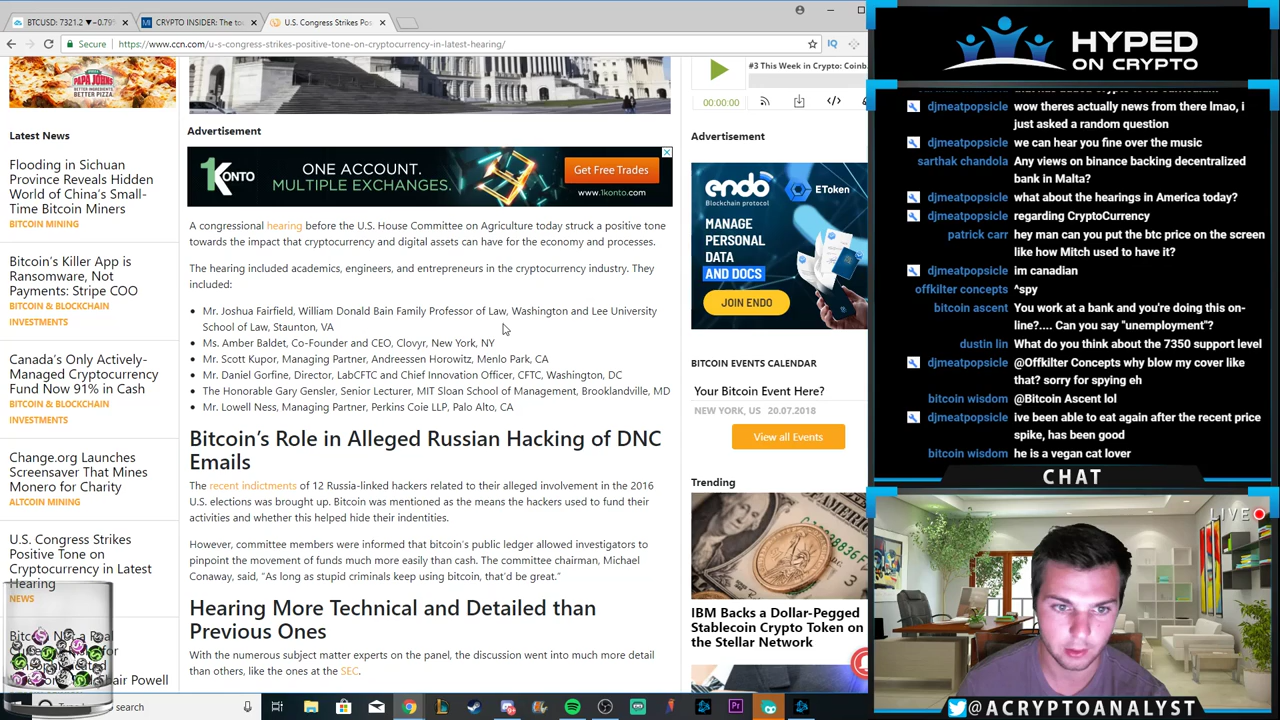 BTCUSD: 7321.2 ▼−0.79%
CRYPTO INSIDER: The to
U.S. Congress Strikes Pos
Secure
https://www.ccn.com/u-s-congress-strikes-positive-tone-on-cryptocurrency-in-latest-hearing/
PAPA JOHNS
BETTER INGREDIENTS.
BETTER PIZZA.
Latest News
Flooding in Sichuan
Province Reveals Hidden
World of China's Small-
Time Bitcoin Miners
BITCOIN MINING
Bitcoin's Killer App is
Ransomware, Not
Payments: Stripe COO
BITCOIN & BLOCKCHAIN
INVESTMENTS
Canada's Only Actively-
Managed Cryptocurrency
Fund Now 91% in Cash
BITCOIN & BLOCKCHAIN
INVESTMENTS
Change.org Launches
Screensaver That Mines
Monero for Charity
ALTCOIN MINING
U.S. Congress Strikes
Positive Tone on
Cryptocurrency in Latest
Hearing
NEWS
Chair Powell
search
Advertisement
1KONTO
ONE ACCOUNT.
MULTIPLE EXCHANGES.
Get Free Trades
www.1konto.com
A congressional hearing before the U.S. House Committee on Agriculture today struck a positive tone
towards the impact that cryptocurrency and digital assets can have for the economy and processes.
The hearing included academics, engineers, and entrepreneurs in the cryptocurrency industry. They
included:
Mr. Joshua Fairfield, William Donald Bain Family Professor of Law, Washington and Lee University
School of Law, Staunton, VA
Ms. Amber Baldet, Co-Founder and CEO, Clovyr, New York, NY
Mr. Scott Kupor, Managing Partner, Andreessen Horowitz, Menlo Park, CA
Mr. Daniel Gorfine, Director, LabCFTC and Chief Innovation Officer, CFTC, Washington, DC
The Honorable Gary Gensler, Senior Lecturer, MIT Sloan School of Management, Brooklandville, MD
Mr. Lowell Ness, Managing Partner, Perkins Coie LLP, Palo Alto, CA
Bitcoin's Role in Alleged Russian Hacking of DNC
Emails
The recent indictments of 12 Russian hackers related to their alleged involvement in the 2016
U.S. elections was brought up. Bitcoin was mentioned as the means the hackers used to fund their
activities and whether this helped hide their indentities.
However, committee members were informed that bitcoin's public ledger allowed investigators to
pinpoint the movement of funds much more easily than cash. The committee chairman, Michael
Conaway, said, "As long as stupid criminals keep using bitcoin, that'd be great."
Hearing More Technical and Detailed than
Previous Ones
With the numerous subject matter experts on the panel, the discussion went into much more detail
than others, like the ones at the SEC.
#3 This Week in Crypto: Coinb
00:00:00
Advertisement
endo
Blockchain protocol
EToken
MANAGE
PERSONAL
DATA
AND DOCS
JOIN ENDO
BITCOIN EVENTS CALENDAR
Your Bitcoin Event Here?
NEW YORK, US 20.07.2018
View all Events
Trending
IBM Backs a Dollar-Pegged
Stablecoin Crypto Token on
the Stellar Network
HYPED
ON CRYPTO
djmeatpopsicle wow theres actually news from there lmao, i
just asked a random question
djmeatpopsicle we can hear you fine over the music
sarthak chandola Any views on binance backing decentralized
bank in Malta?
djmeatpopsicle what about the hearings in America today?
djmeatpopsicle regarding CryptoCurrency
patrick carr hey man can you put the btc price on the screen
like how Mitch used to have it?
djmeatpopsicle im canadian
offkilter concepts ^spy
bitcoin ascent You work at a bank and you're doing this on-
line?.... Can you say "unemployment"?
dustin lin What do you think about the 7350 support level
djmeatpopsicle @Offkilter Concepts why blow my cover like
that? sorry for spying eh
bitcoin wisdom @Bitcoin Ascent lol
djmeatpopsicle ive been able to eat again after the recent price
spike, has been good
bitcoin wisdom he is a vegan cat lover
CHAT
LIVE
@ACRYPTOANALYST